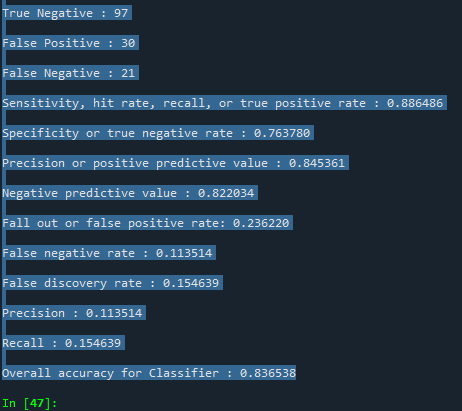 True Negative : 97
False Positive : 30
False Negative : 21
Sensitivity, hit rate, recall, or true positive rate : 0.886486
Specificity or true negative rate : 0.763780
Precision or positive predictive value : 0.845361
Negative predictive value : 0.822034
Fall out or false positive rate: 0.236220
False negative rate : 0.113514
False discovery rate : 0.154639
Precision : 0.113514
Recall : 0.154639
Overall accuracy for Classifier : 0.836538
In [47]: